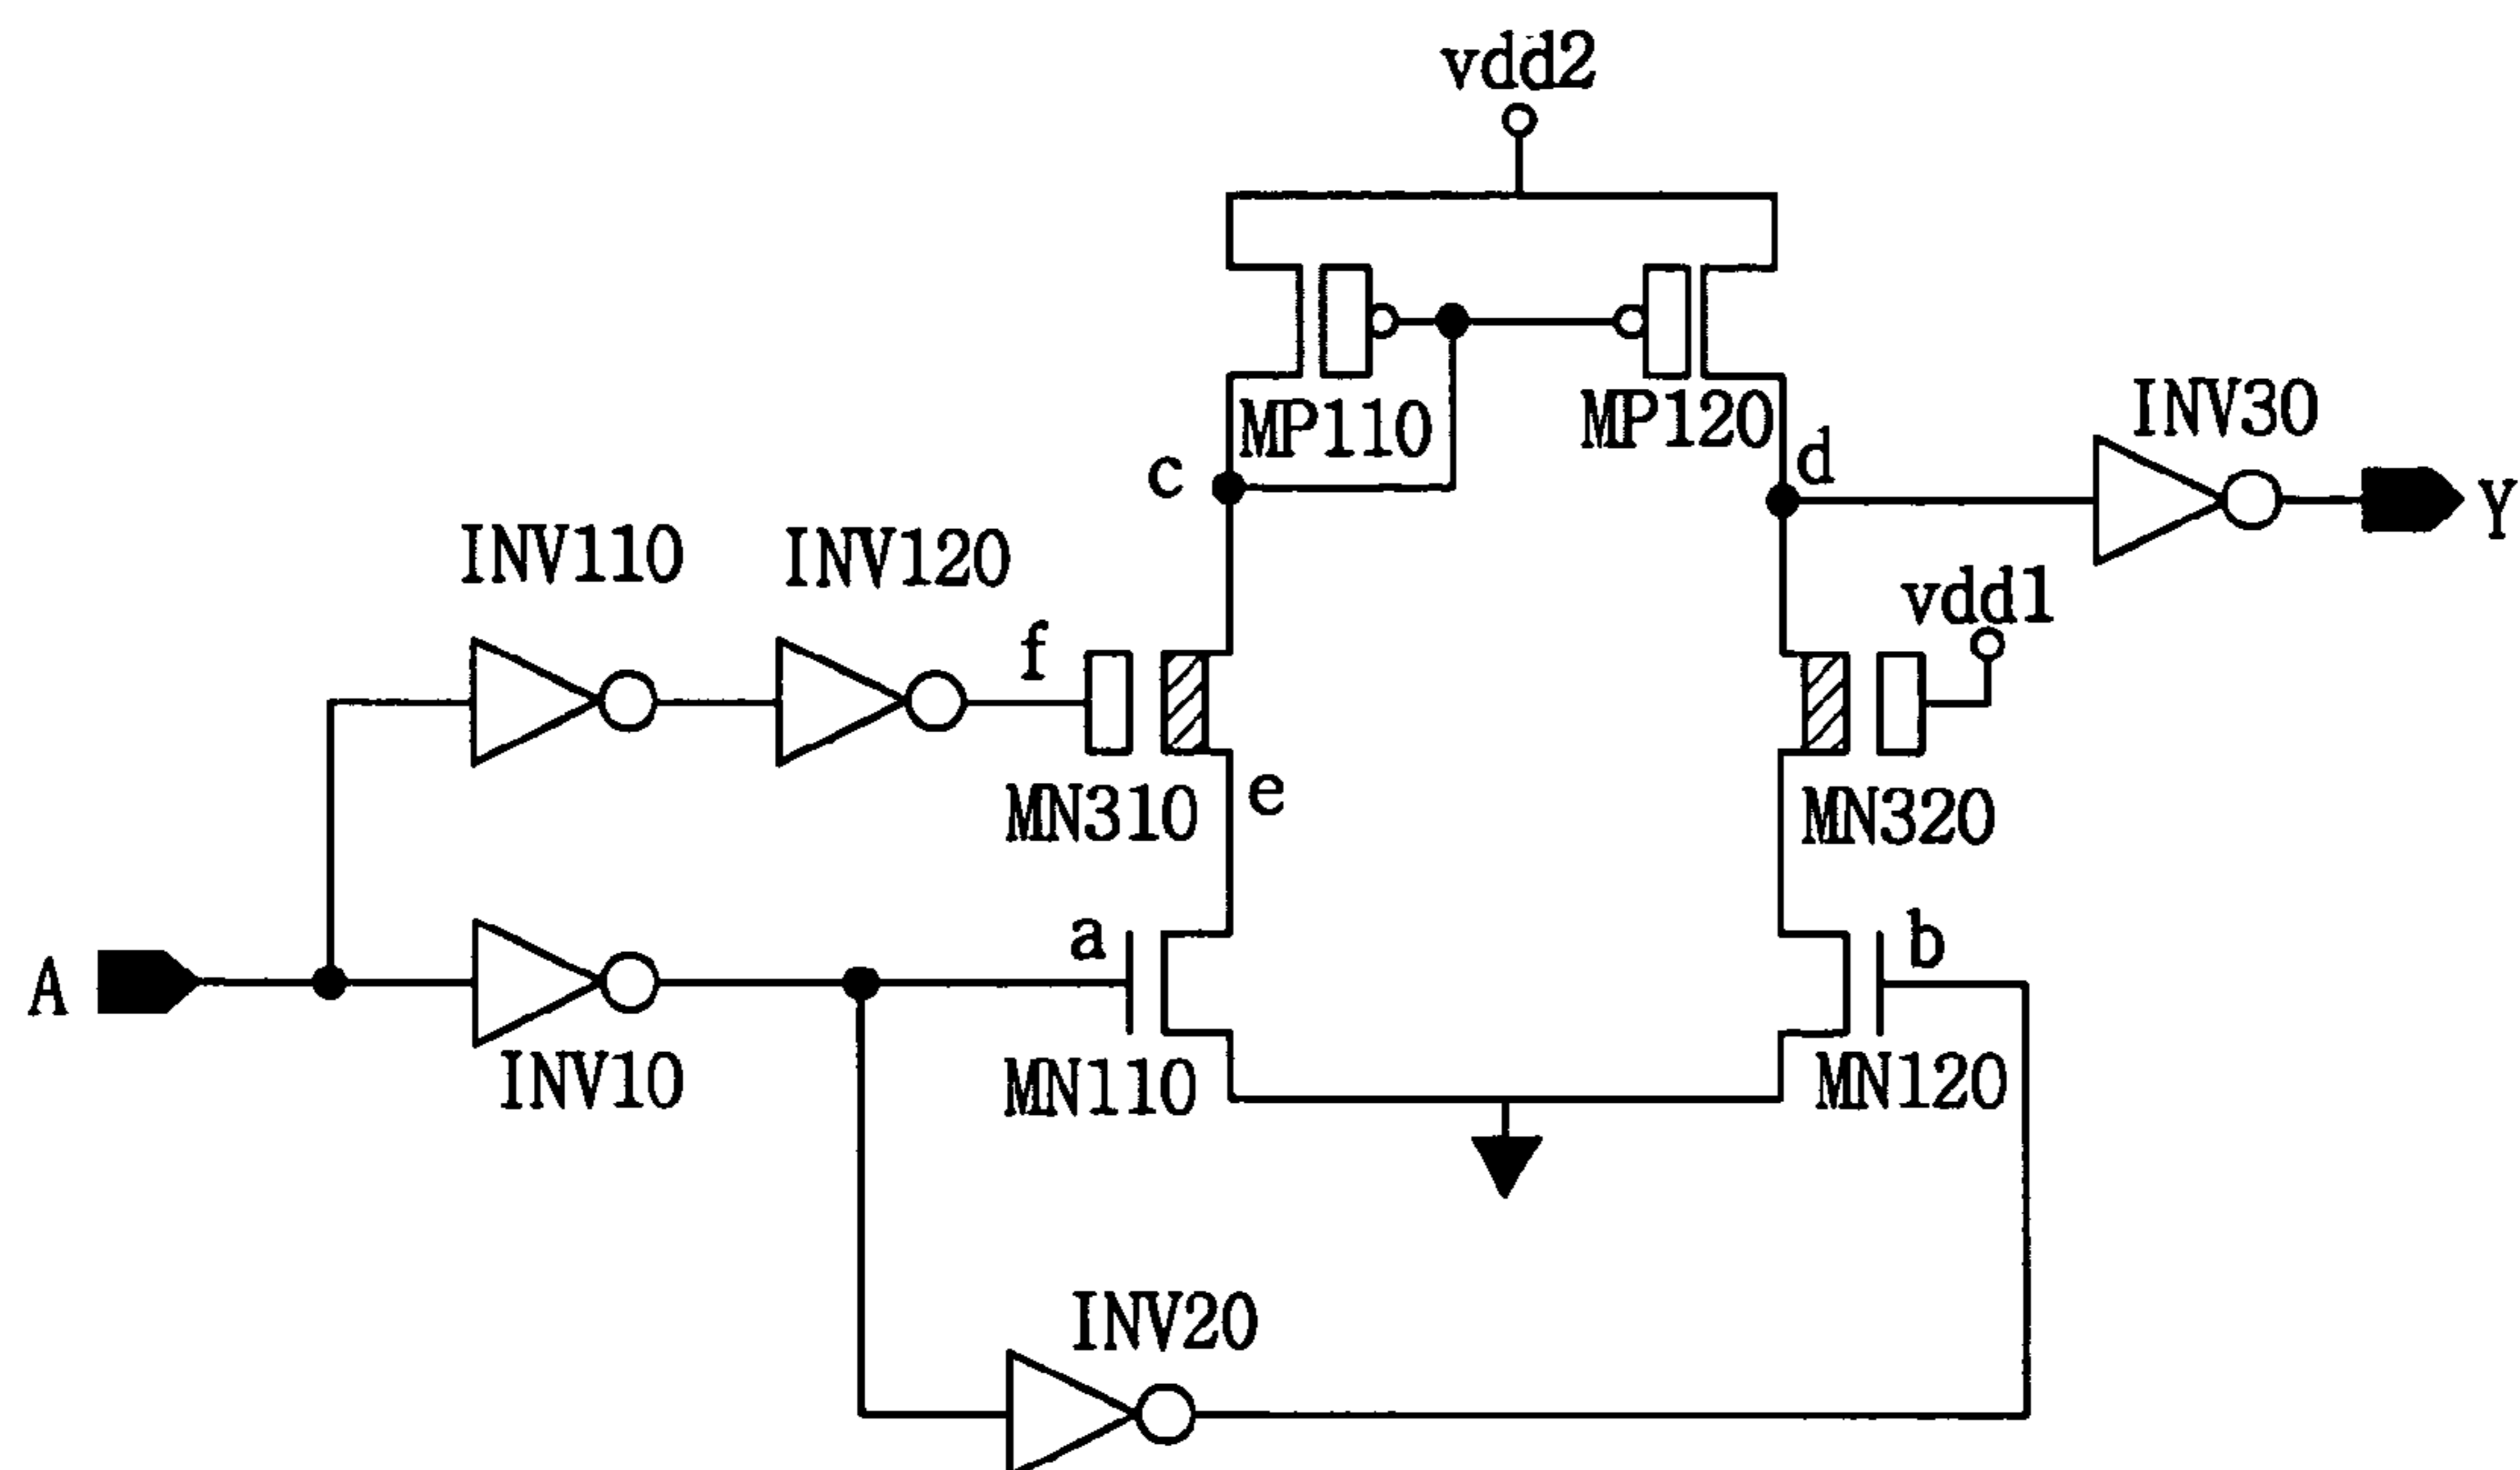 vdd2
MP110
MP120
INV30
c
d
Y
INV110
INV120
vdd1
f
MN310
e
MN320
A
a
b
INV10
MN110
MN120
INV20